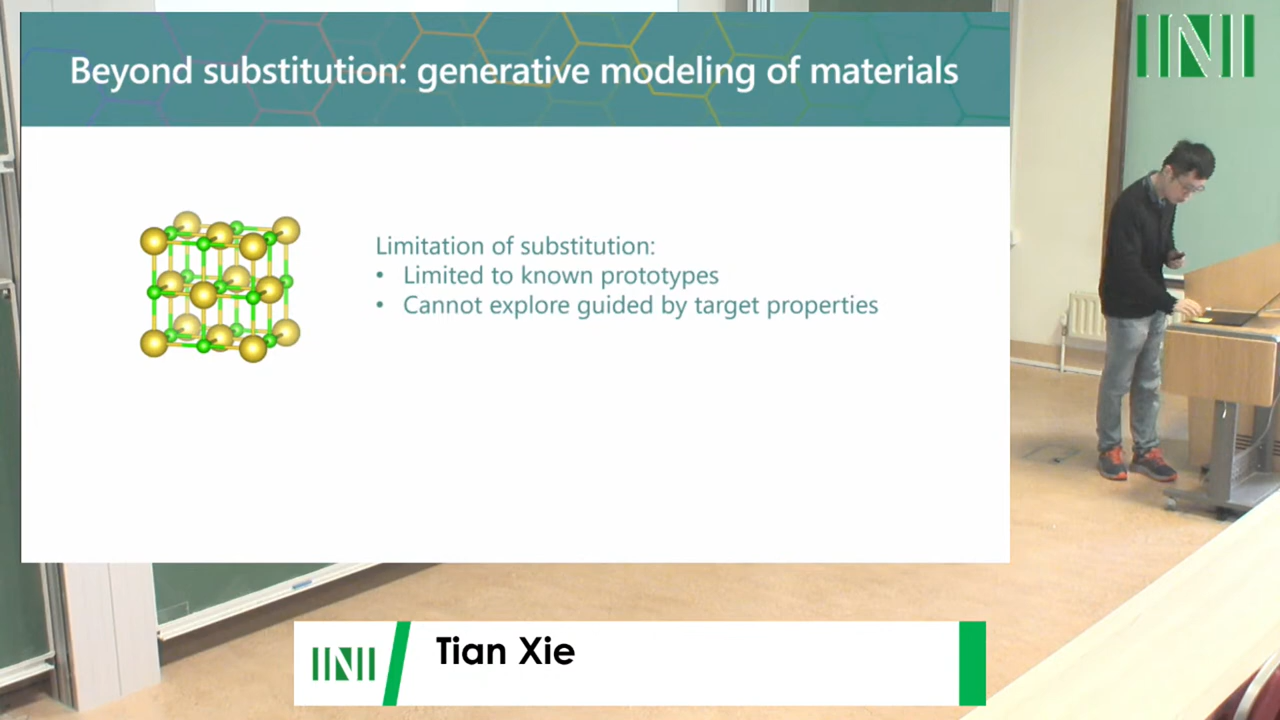 Beyond substitution: generative modeling of materials
INI
Limitation of substitution:
• Limited to known prototypes
• Cannot explore guided by target properties
INI
Tian Xie